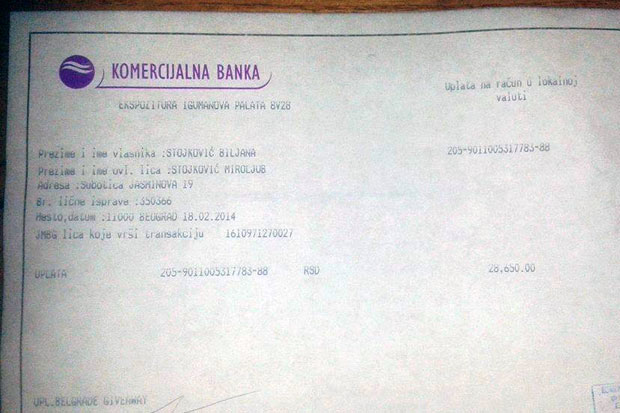 KOMERCIJALNA BANKA
Uplata na račun u lokalnoj
valuti
EKSPOZITURA IGUMANOVA PALATA BV28
Prezime i ime vlasnika :STOJKOVIĆ BILJANA
205-9011005317783-88
Prezime i ime ovl. lica :STOJKOVIĆ MIROLJUB
Adresa :Subotica JASMINOVA 19
Br. lične isprave :350366
Mesto,datum :11000 BEOGRAD 18.02.2014
JMBG lica koje vrši transakciju 1610971270027
UPLATA 205-9011005317783-88 RSD 28,650.00
UPL.BELGRADE GIVEAWAY